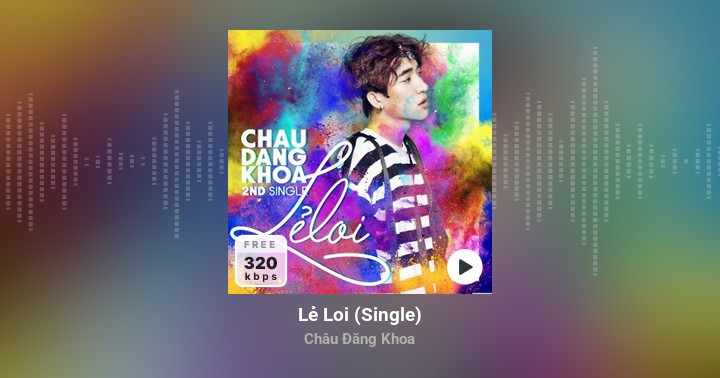 CHAU
DANG
KHOA
2ND SINGLE
Lẻ loi
FREE
320
kbps
Lẻ Loi (Single)
Châu Đăng Khoa